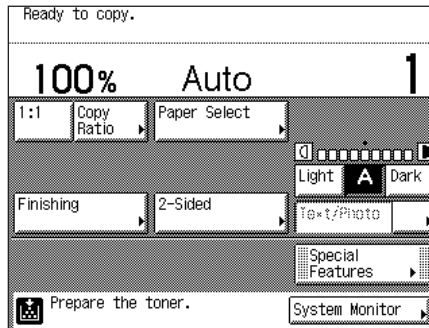 Ready to copy.
100% Auto 1
1:1 Copy Ratio Paper Select
Light A Dark
Finishing 2-Sided Text/Photo
Special Features
Prepare the toner. System Monitor